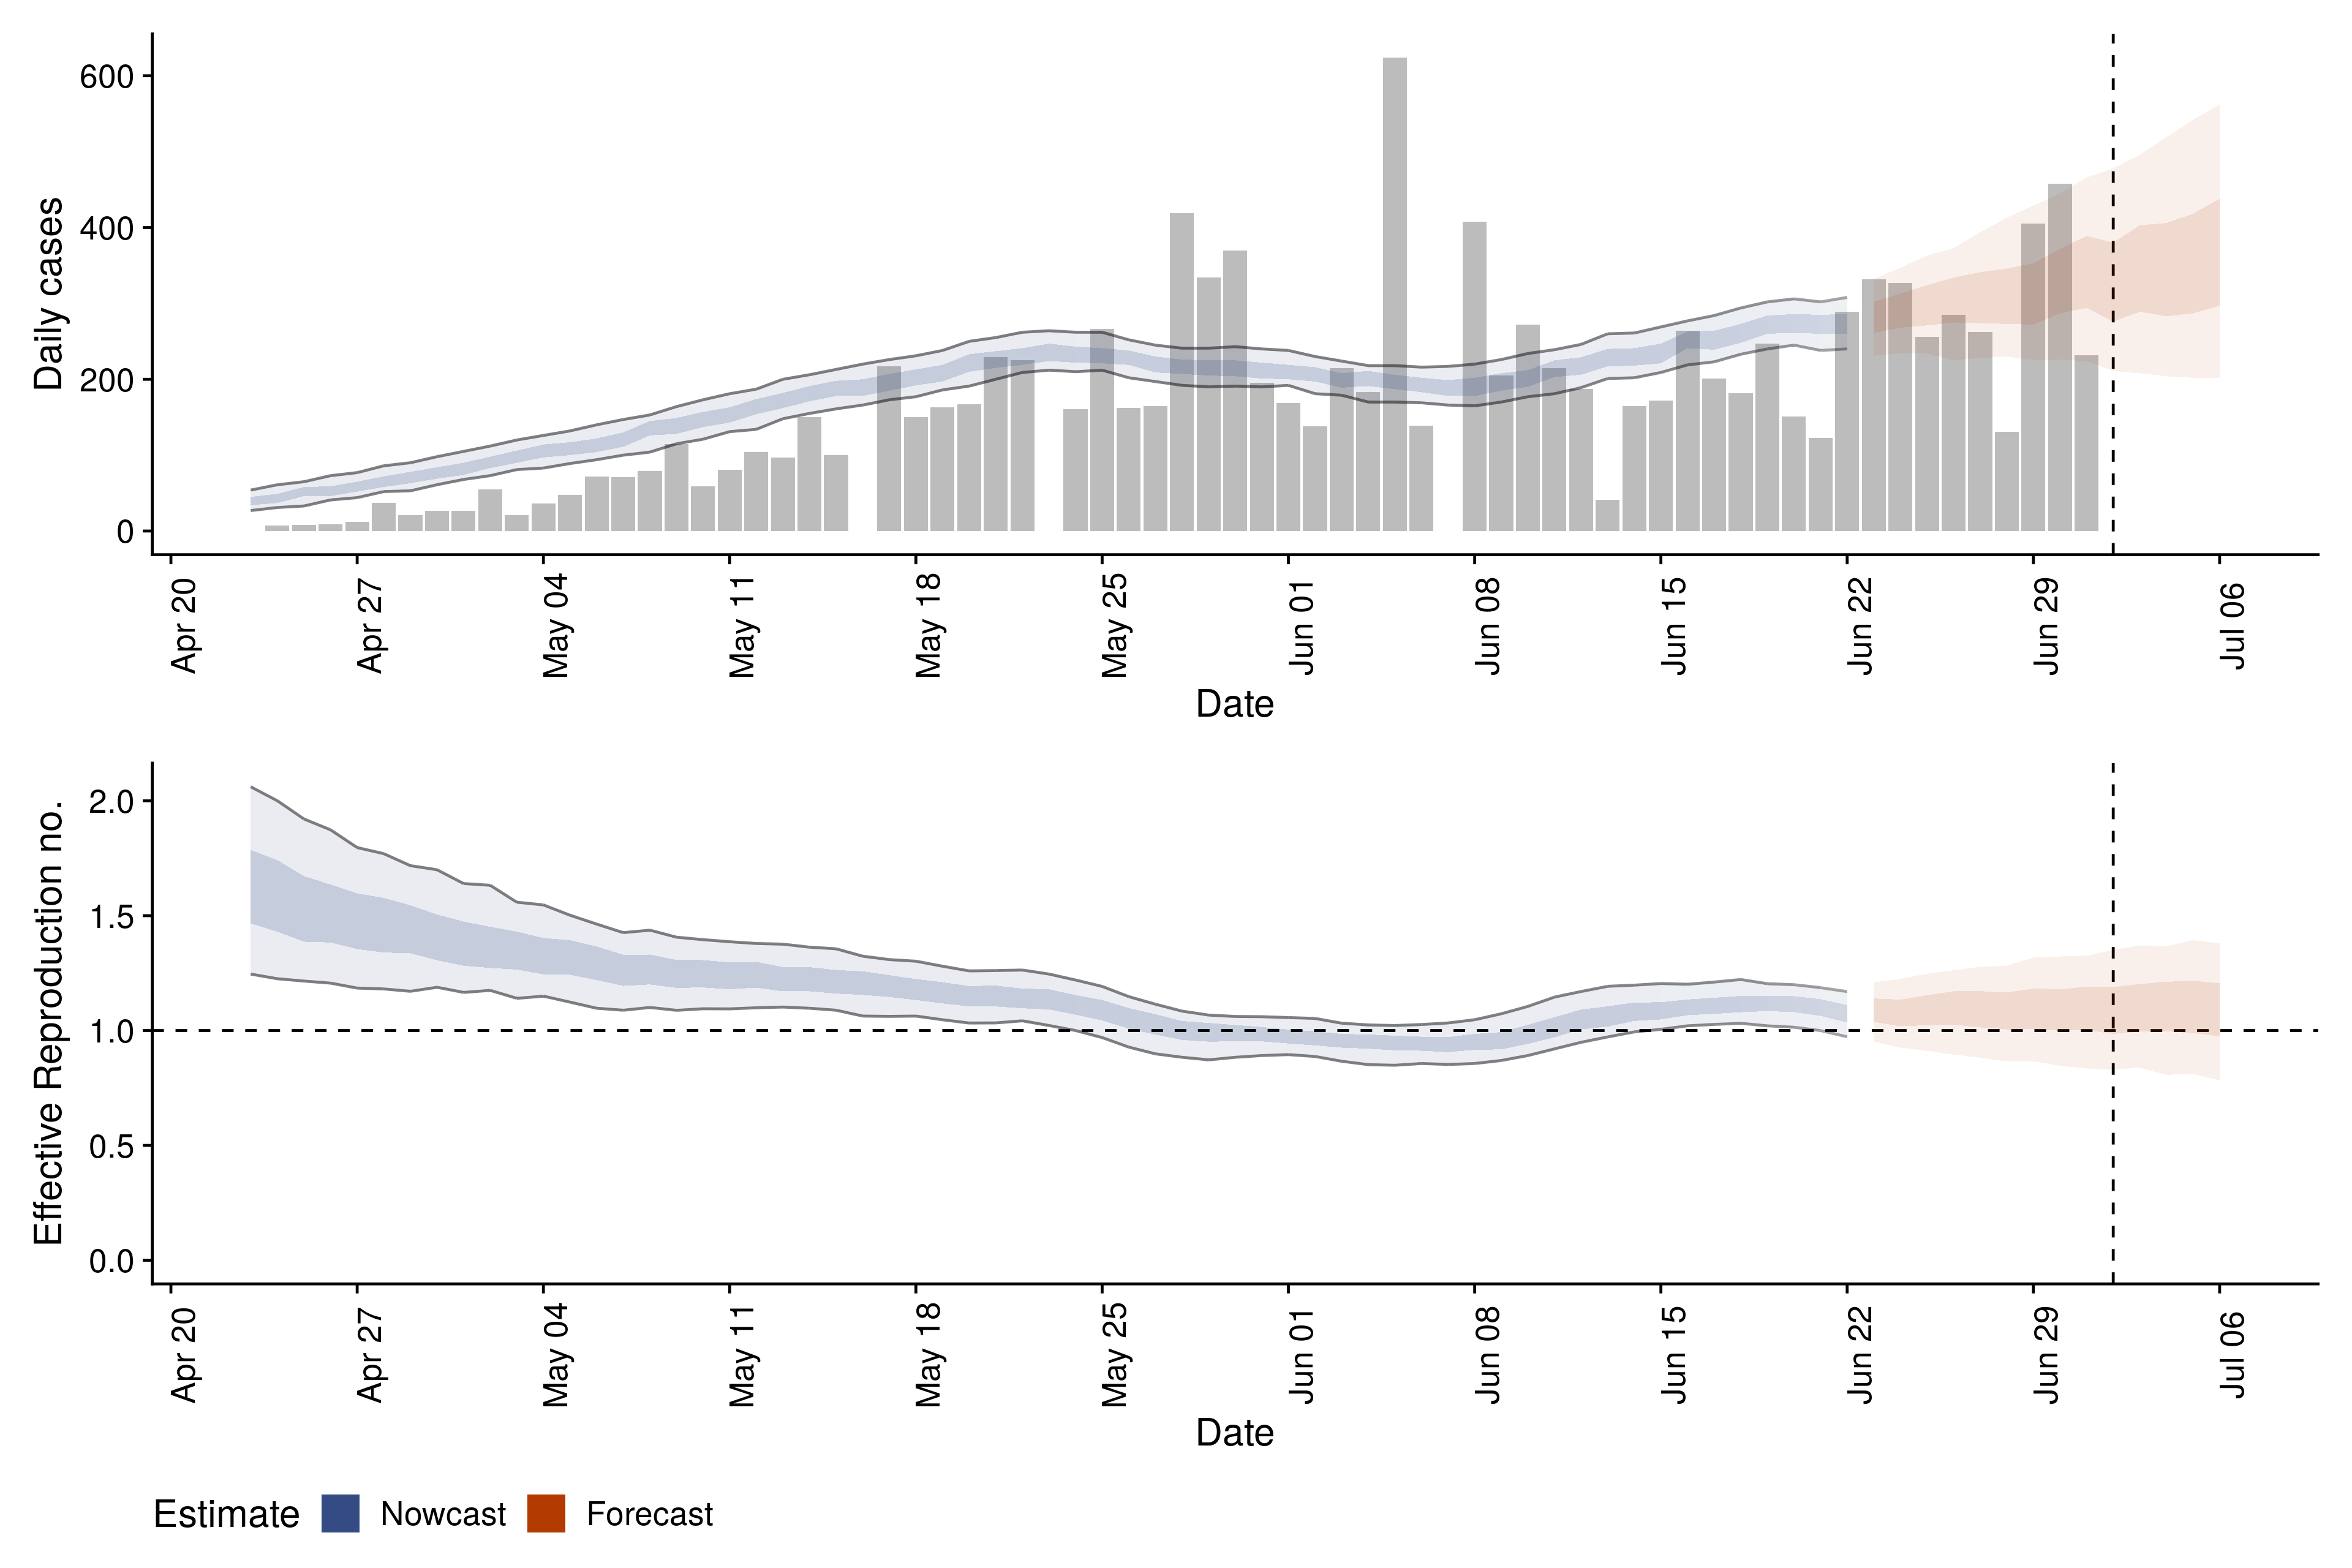 Daily cases
600
400
200
0
Apr 20 Apr 27 May 04 May 11 May 18 May 25 Jun 01 Jun 08 Jun 15 Jun 22 Jun 29 Jul 06
Date
Effective Reproduction no.
2.0
1.5
1.0
0.5
0.0
Apr 20 Apr 27 May 04 May 11 May 18 May 25 Jun 01 Jun 08 Jun 15 Jun 22 Jun 29 Jul 06
Date
Estimate Nowcast Forecast